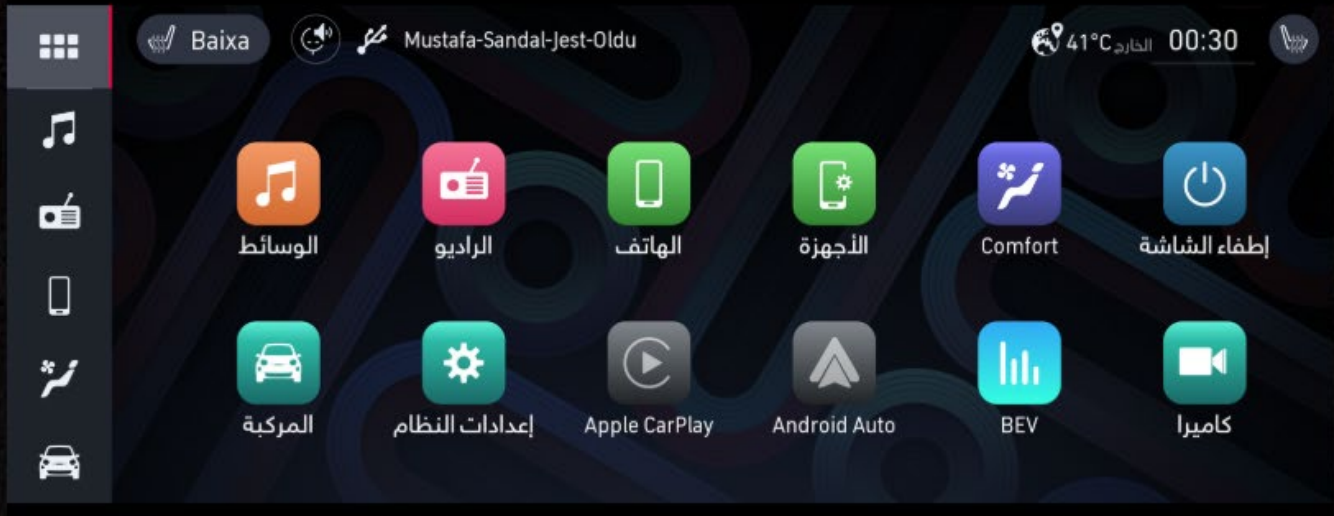 Baixa
Mustafa-Sandal-Jest-Oldu
41°C الخارج
00:30
الوسائط
الراديو
الهاتف
الأجهزة
Comfort
إطفاء الشاشة
المركبة
إعدادات النظام
Apple CarPlay
Android Auto
BEV
كاميرا